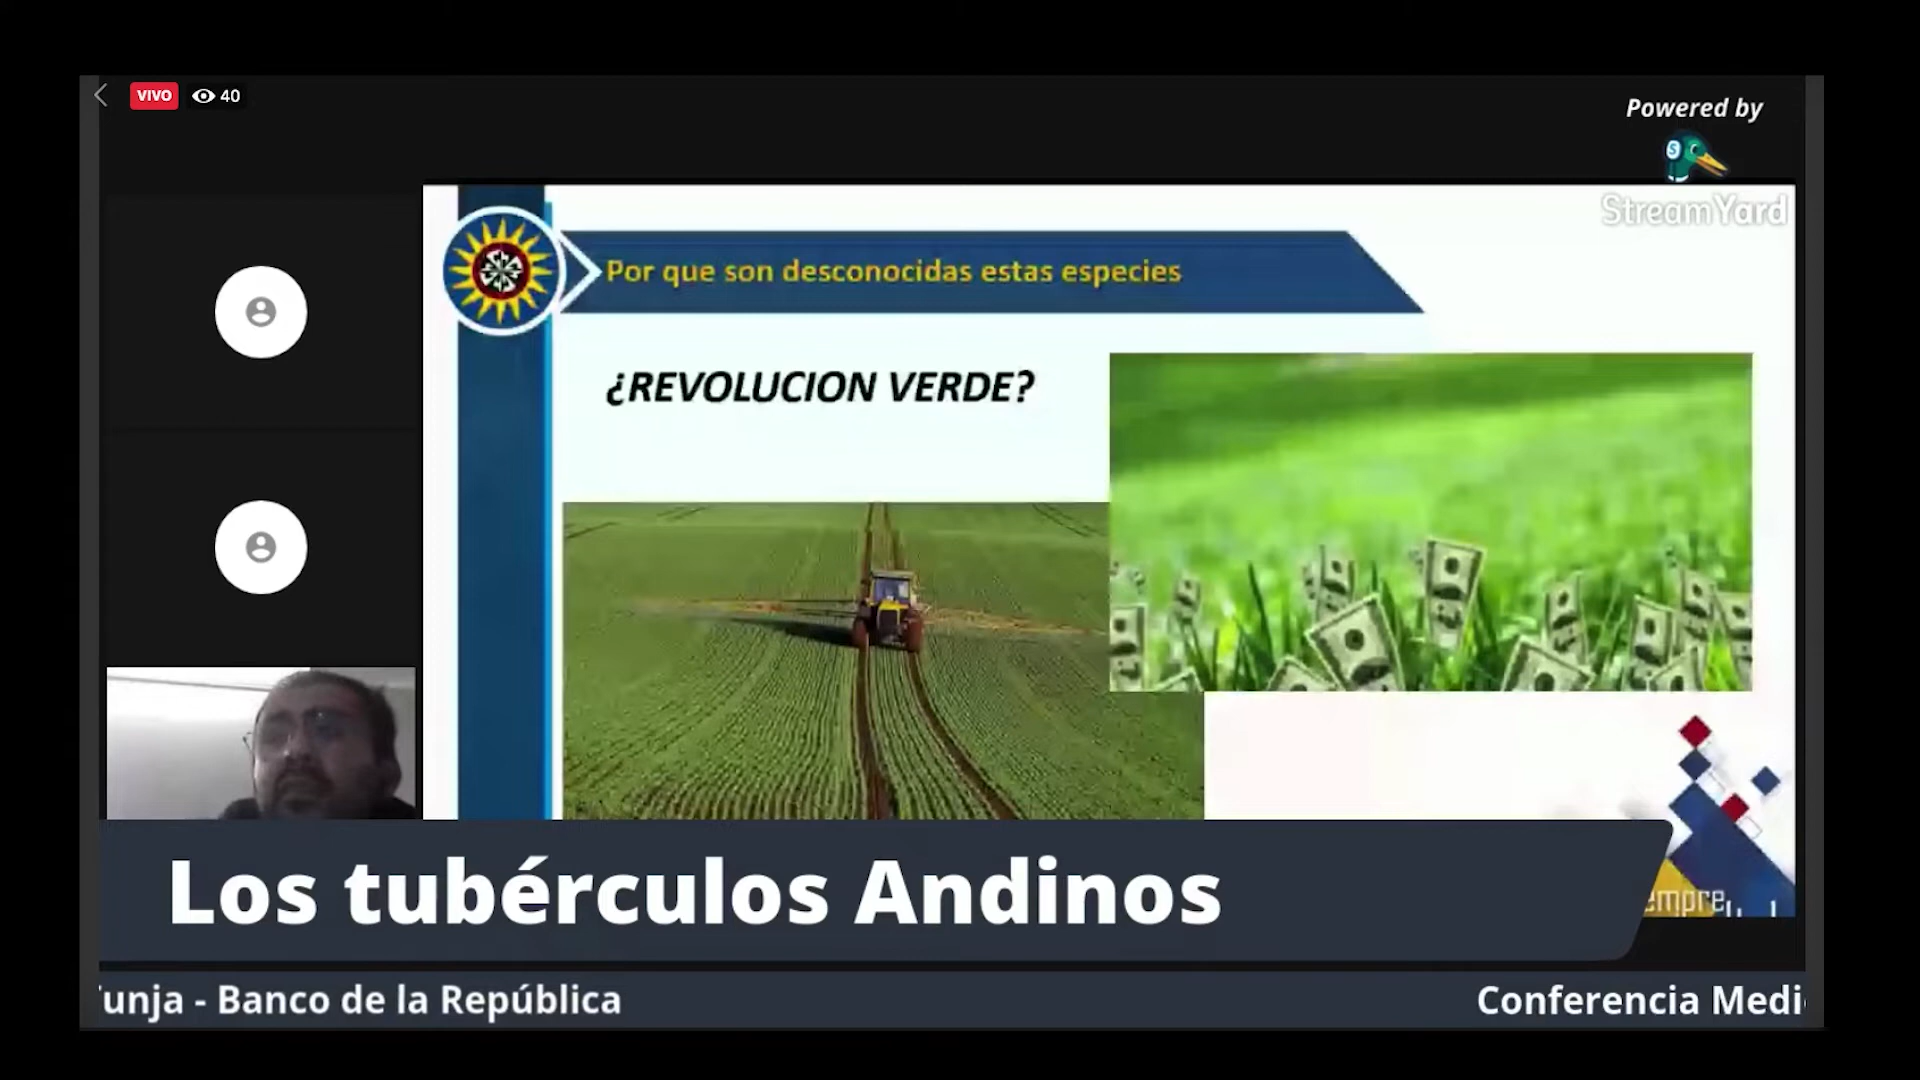 VIVO 40
Powered by
StreamYard
Por que son desconocidas estas especies
¿REVOLUCION VERDE?
Los tubérculos Andinos
empre
unja - Banco de la República
Conferencia Medi